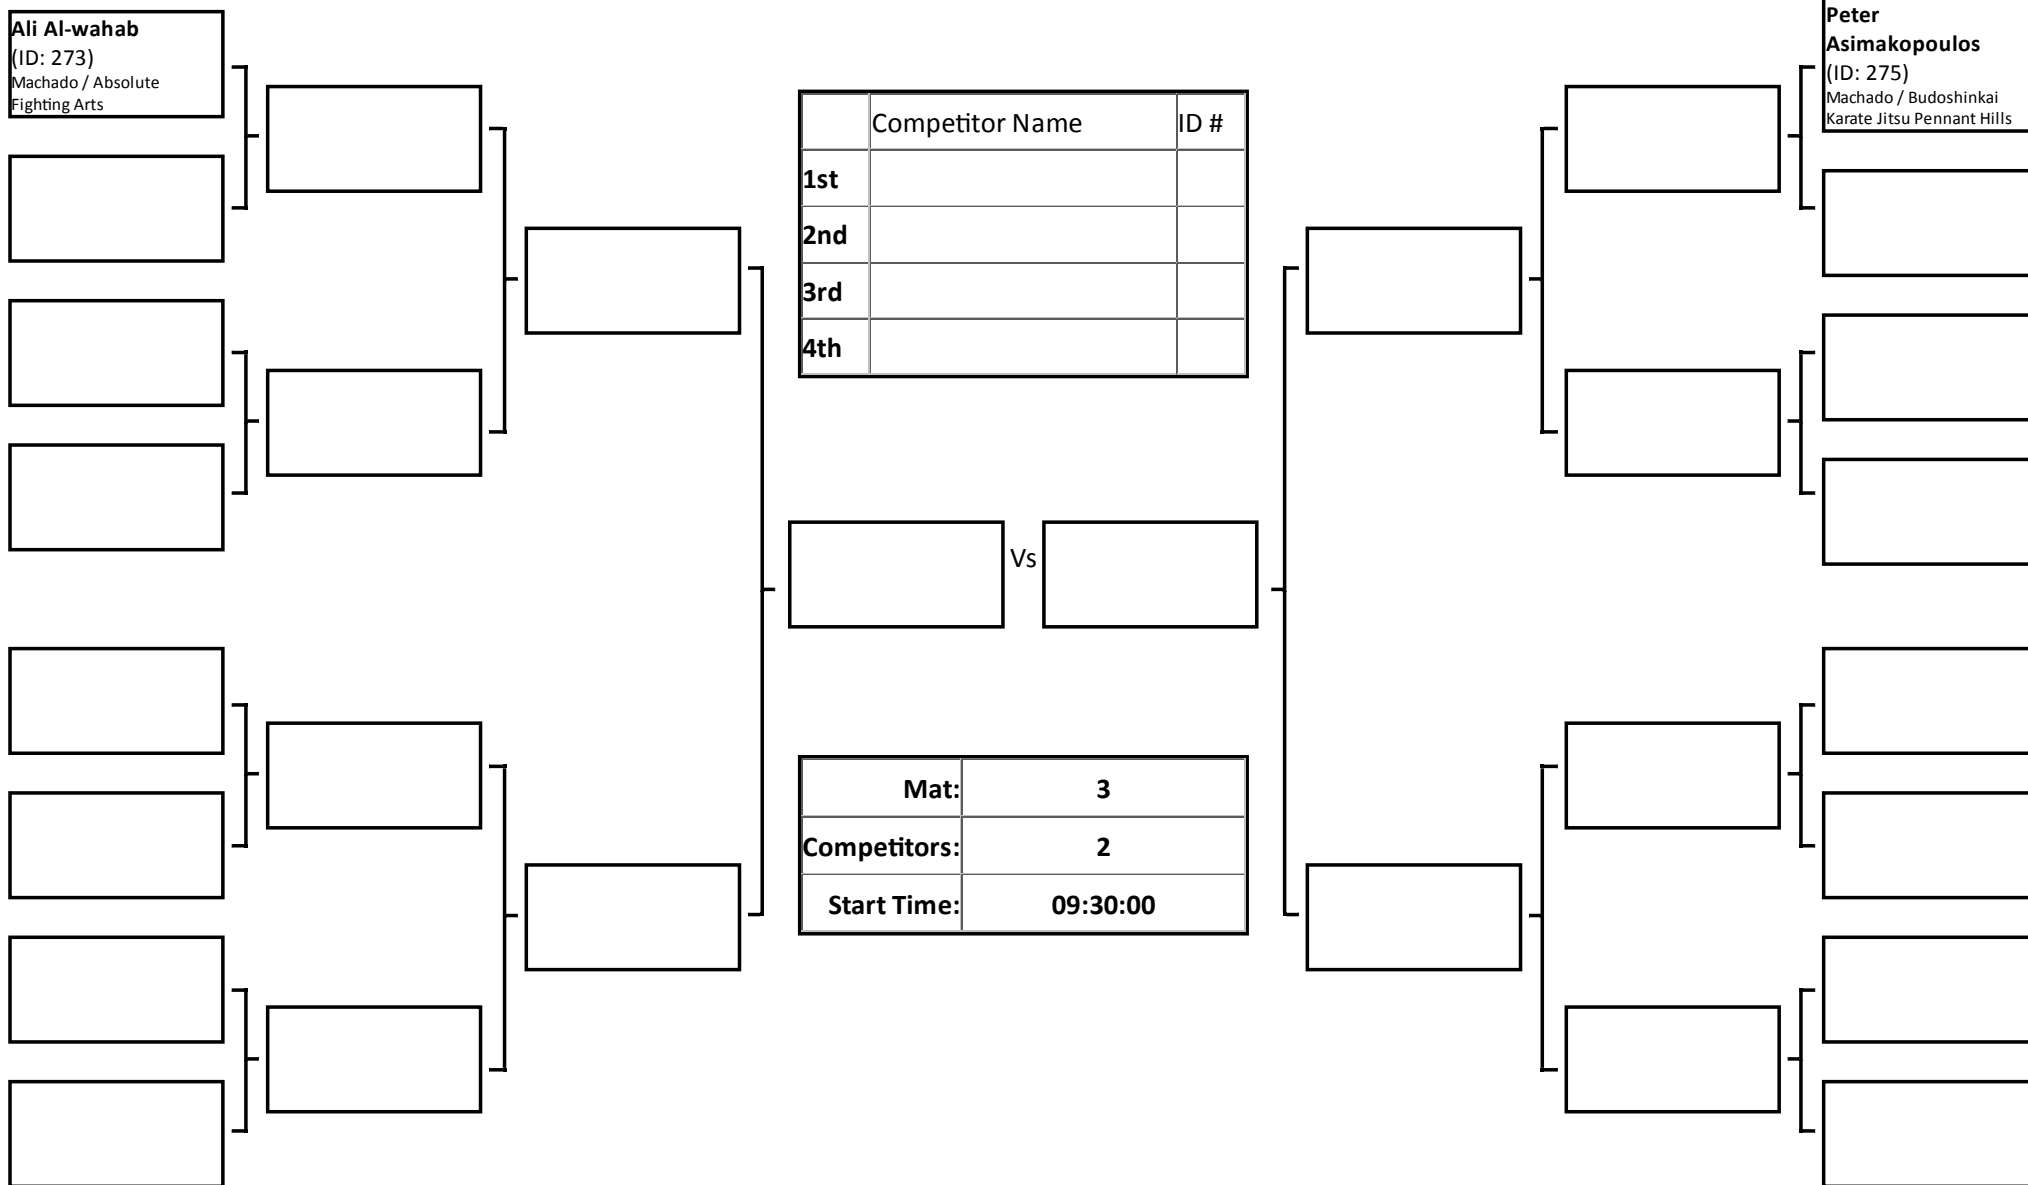 Ali Al-wahab
(ID: 273)
Machado / Absolute
Fighting Arts
Peter
Asimakopoulos
(ID: 275)
Machado / Budoshinkai
Karate Jitsu Pennant Hills
Competitor Name ID #
1st
2nd
3rd
4th
Vs
Mat: 3
Competitors: 2
Start Time: 09:30:00